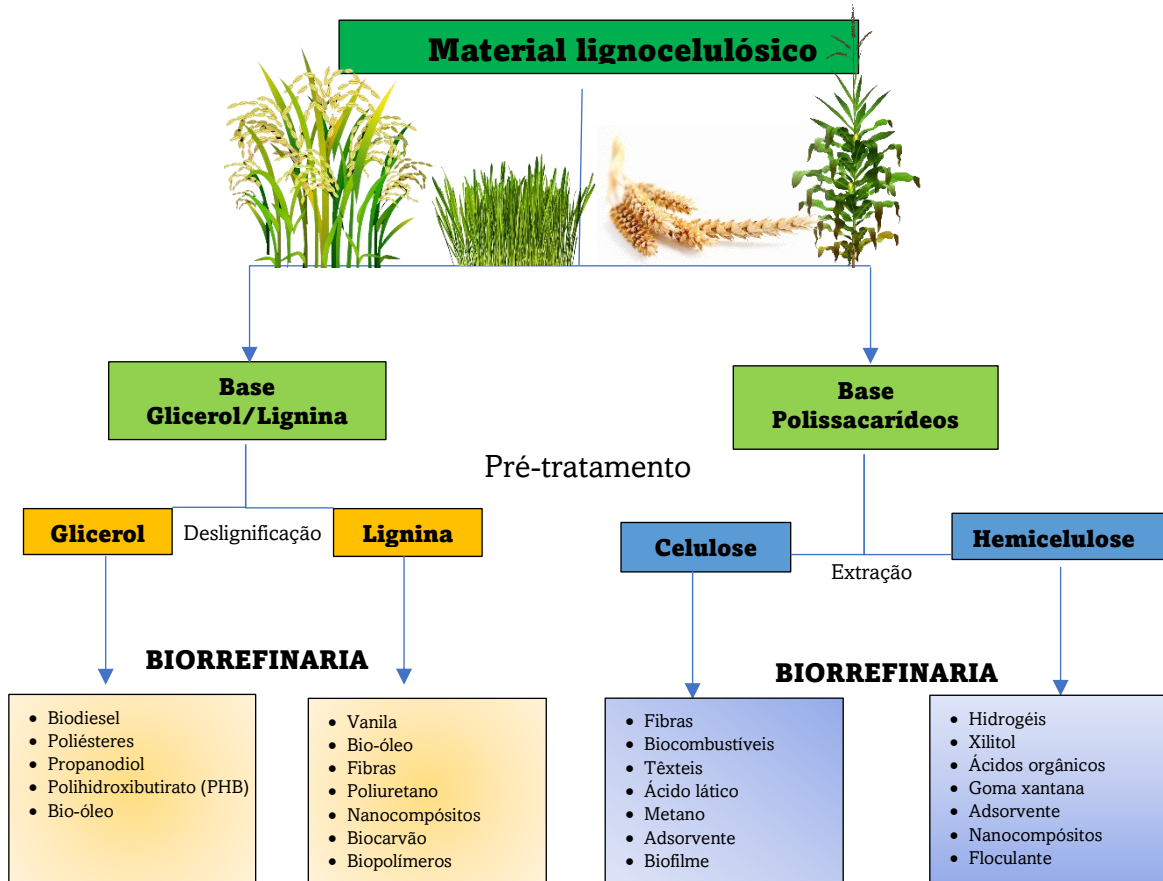 Material lignocelulósico
Base
Glicerol/Lignina
Base
Polissacarídeos
Pré-tratamento
Glicerol
Deslignificação
Lignina
Celulose
Extração
Hemicelulose
BIORREFINARIA
BIORREFINARIA
• Biodiesel
• Poliésteres
• Propanodiol
• Polihidroxibutirato (PHB)
• Bio-óleo
• Vanila
• Bio-óleo
• Fibras
• Poliuretano
• Nanocompósitos
• Biocarvão
• Biopolímeros
• Fibras
• Biocombustíveis
• Têxteis
• Ácido lático
• Metano
• Adsorvente
• Biofilme
• Hidrogéis
• Xilitol
• Ácidos orgânicos
• Goma xantana
• Adsorvente
• Nanocompósitos
• Floculante